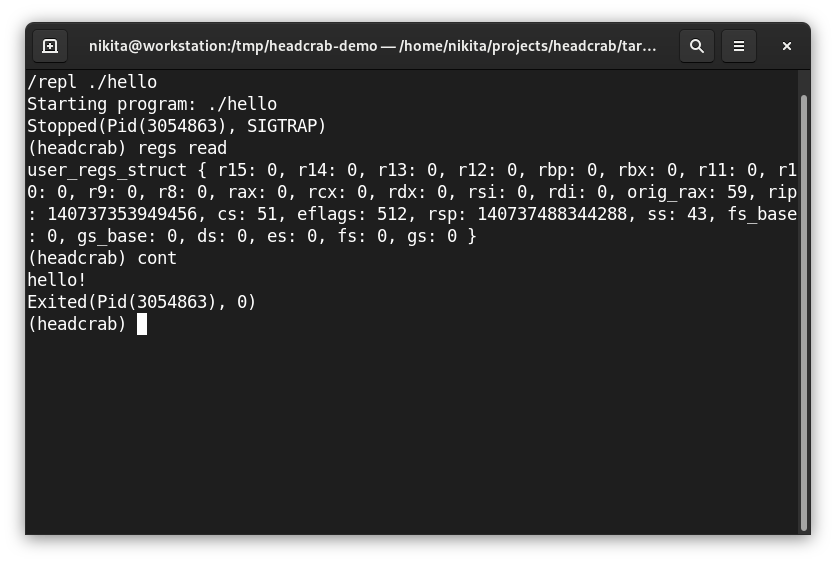 nikita@workstation:/tmp/headcrab-demo — /home/nikita/projects/headcrab/tar…
/repl ./hello
Starting program: ./hello
Stopped(Pid(3054863), SIGTRAP)
(headcrab) regs read
user_regs_struct { r15: 0, r14: 0, r13: 0, r12: 0, rbp: 0, rbx: 0, r11: 0, r1
0: 0, r9: 0, r8: 0, rax: 0, rcx: 0, rdx: 0, rsi: 0, rdi: 0, orig_rax: 59, rip
: 140737353949456, cs: 51, eflags: 512, rsp: 140737488344288, ss: 43, fs_base
: 0, gs_base: 0, ds: 0, es: 0, fs: 0, gs: 0 }
(headcrab) cont
hello!
Exited(Pid(3054863), 0)
(headcrab)